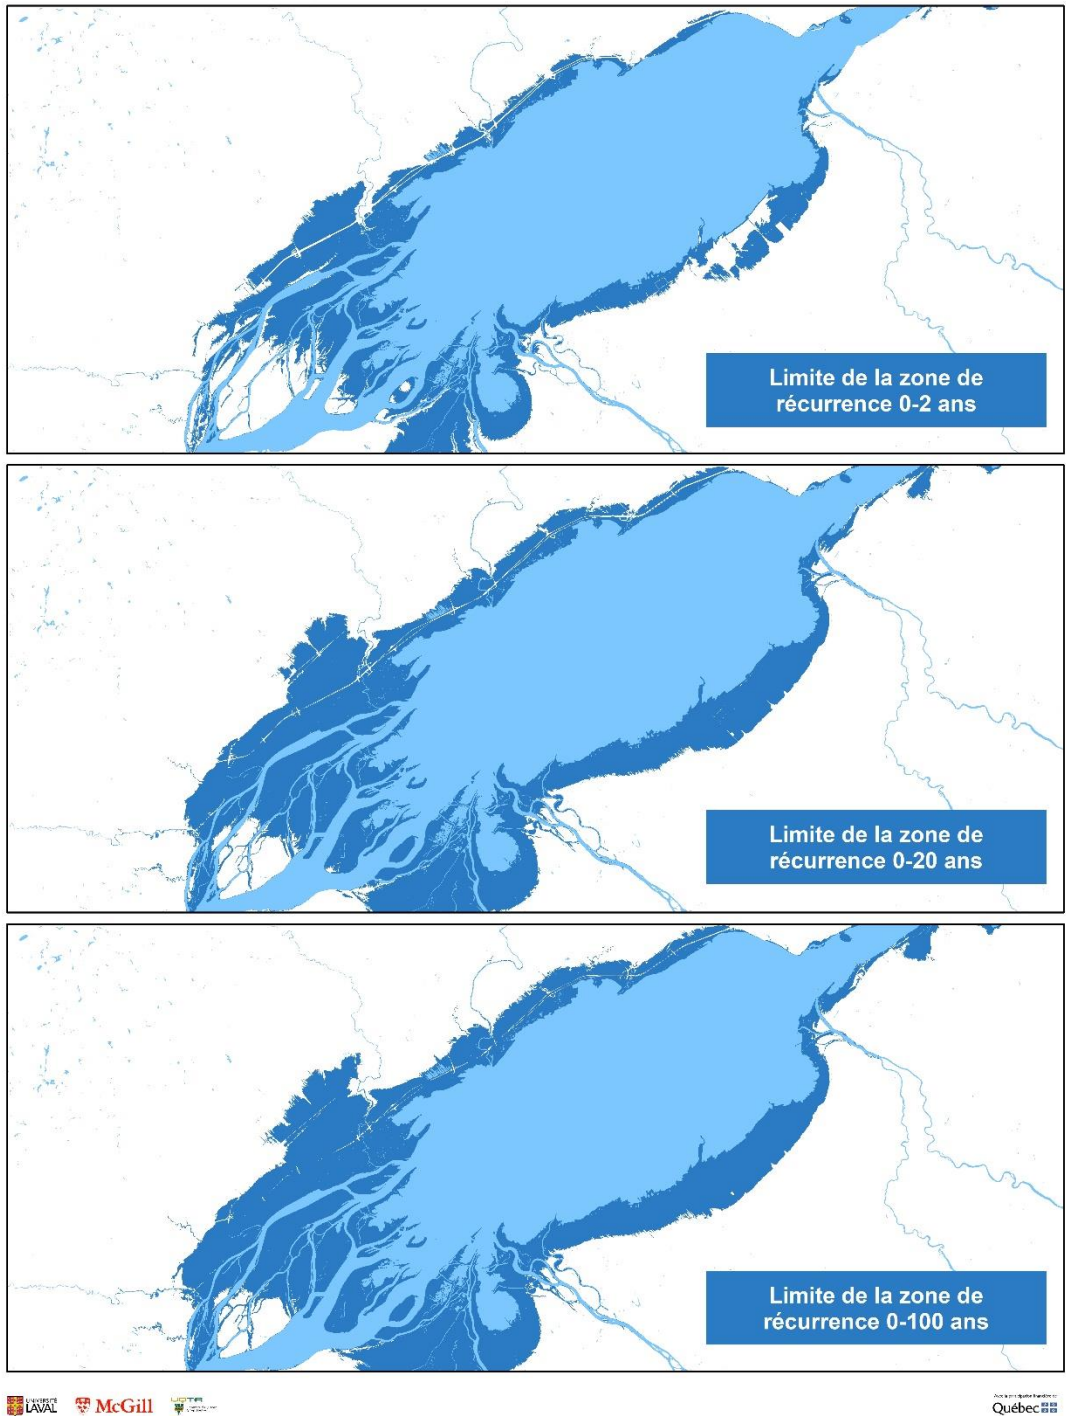 Limite de la zone de
récurrence 0-2 ans
Limite de la zone de
récurrence 0-20 ans
Limite de la zone de
récurrence 0-100 ans
UNIVERSITÉ
LAVAL
McGill
Québec